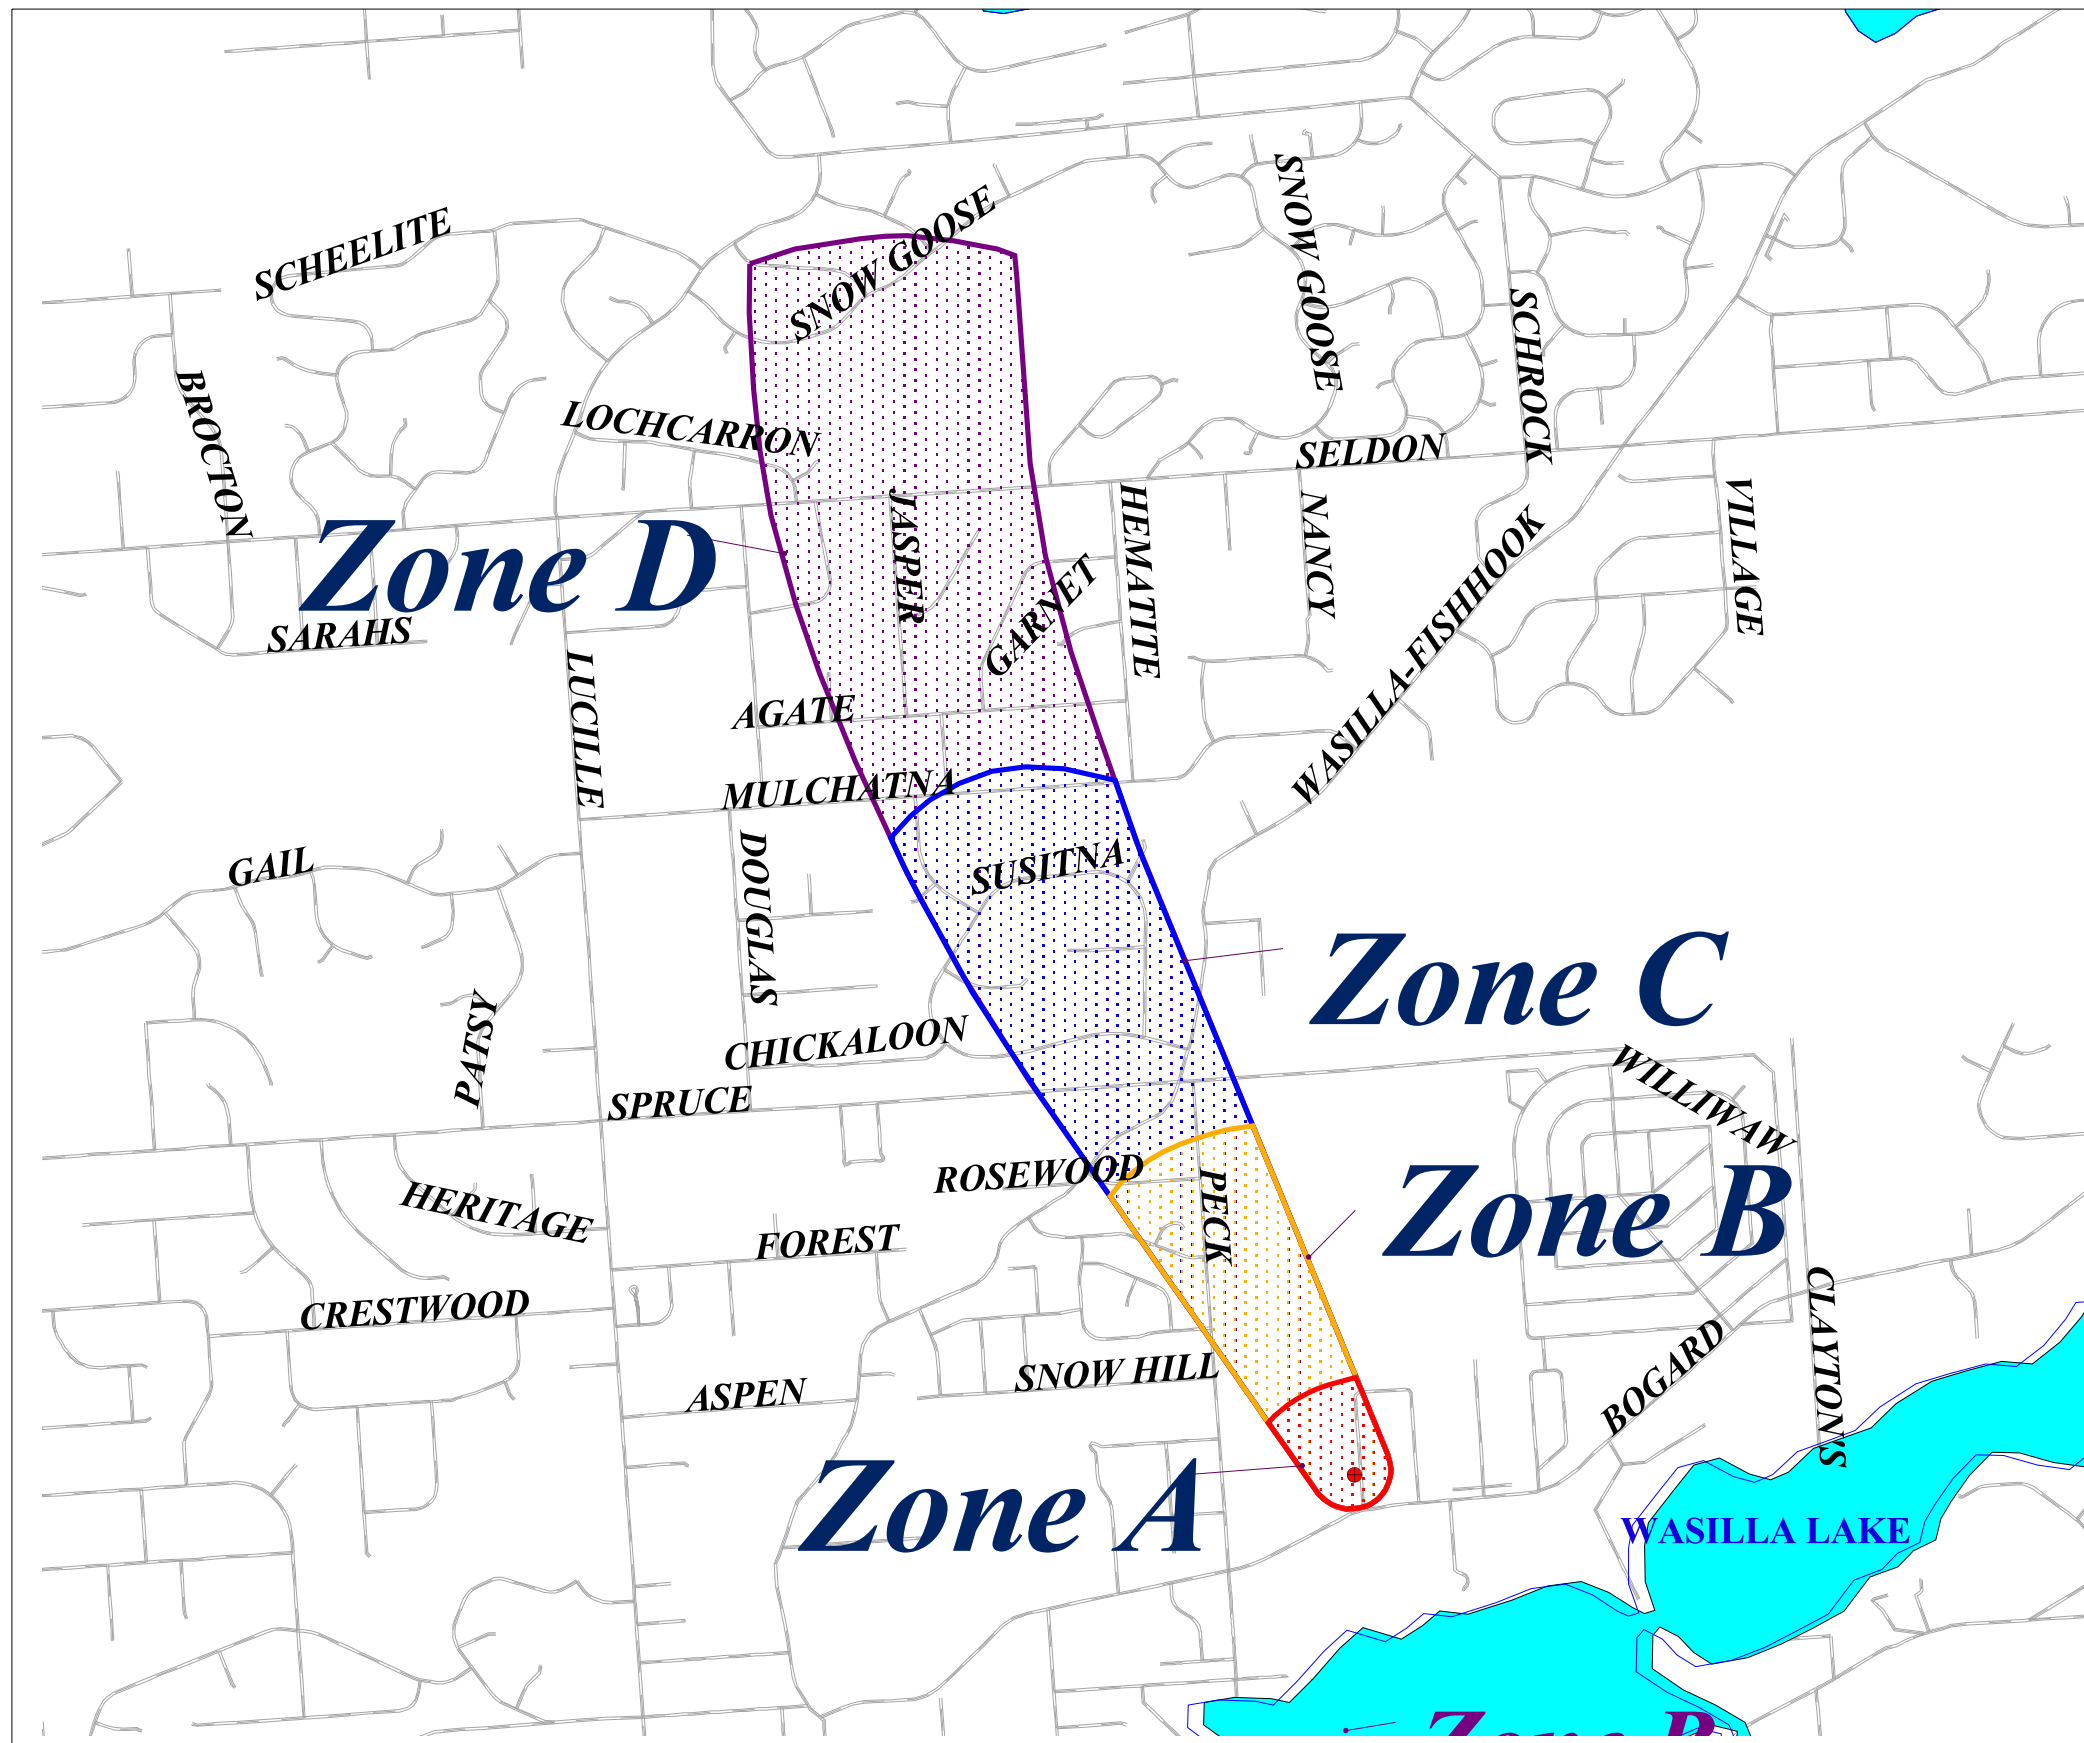 SNOW GOOSE
SNOW GOOSE
SCHEELITE
SCHROCK
BROCTON
LOCHCARRON
SELDON
JASPER
HEMATITE
NANCY
VILLAGE
Zone D
GARNET
WASILLA-FISHHOOK
SARAHS
LUCILLE
AGATE
MULCHATNA
DOUGLAS
SUSITNA
GAIL
Zone C
PATSY
CHICKALOON
SPRUCE
WILLIWAW
ROSEWOOD
PECK
Zone B
HERITAGE
FOREST
CLAYTON'S
CRESTWOOD
BOGARD
SNOW HILL
ASPEN
Zone A
WASILLA LAKE